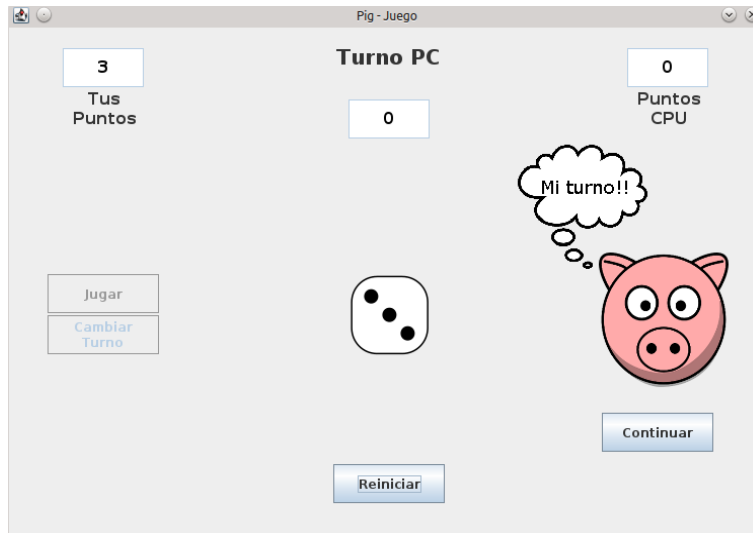 Pig - Juego
3
Tus
Puntos
Turno PC
0
0
Puntos
CPU
Mi turno!!
Jugar
Cambiar
Turno
Continuar
Reiniciar